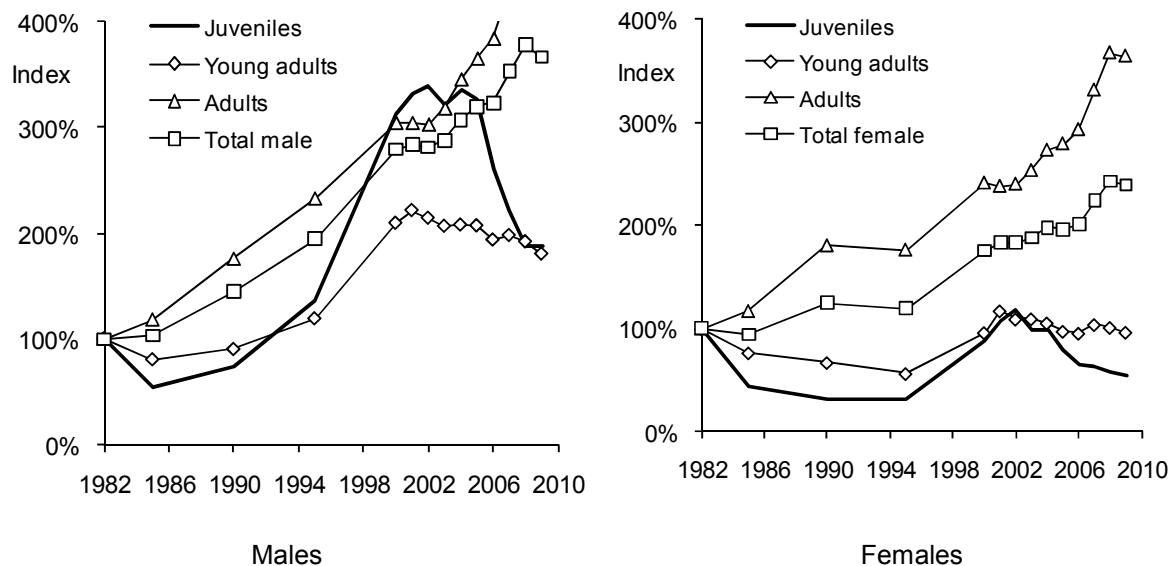 400%
Index
300%
200%
100%
0%
Juveniles
Young adults
Adults
Total male
1982 1986 1990 1994 1998 2002 2006 2010
Males
400%
Index
300%
200%
100%
0%
Juveniles
Young adults
Adults
Total female
1982 1986 1990 1994 1998 2002 2006 2010
Females